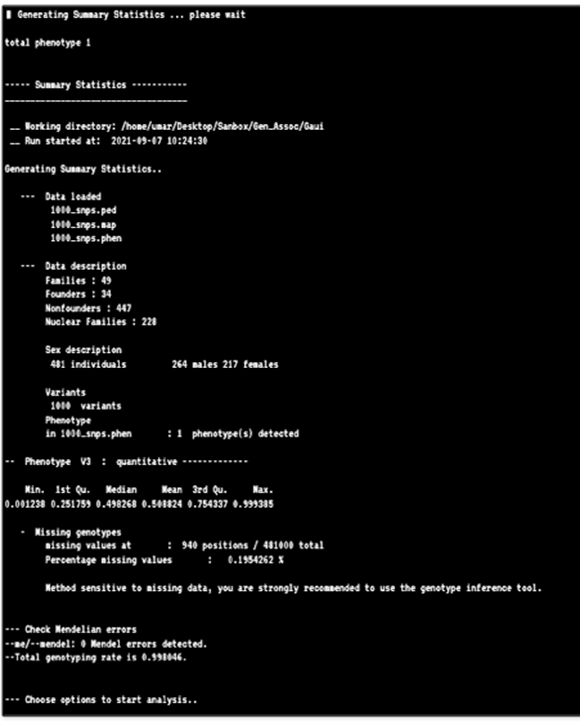 Generating Summary Statistics ... please wait
total phenotype 1
----- Summary Statistics -----------
__ Working directory: /home/umar/Desktop/Sanbox/Gen_Assoc/Gaui
__ Run started at: 2021-09-07 10:24:30
Generating Summary Statistics..
--- Data loaded
1000_snps.ped
1000_snps.map
1000_snps.phen
--- Data description
Families : 49
Founders : 34
Nonfounders : 447
Nuclear Families : 228
Sex description
481 individuals 264 males 217 females
Variants
1000 variants
Phenotype
in 1000_snps.phen : 1 phenotype(s) detected
-- Phenotype V3 : quantitative -------------
Min. 1st Qu. Median Mean 3rd Qu. Max.
0.001238 0.251759 0.498268 0.508824 0.754337 0.999385
- Missing genotypes
missing values at : 940 positions / 481000 total
Percentage missing values : 0.1954262 %
Method sensitive to missing data, you are strongly recommended to use the genotype inference tool.
--- Check Mendelian errors
--me/--mendel: 0 Mendel errors detected.
--Total genotyping rate is 0.998046.
--- Choose options to start analysis..